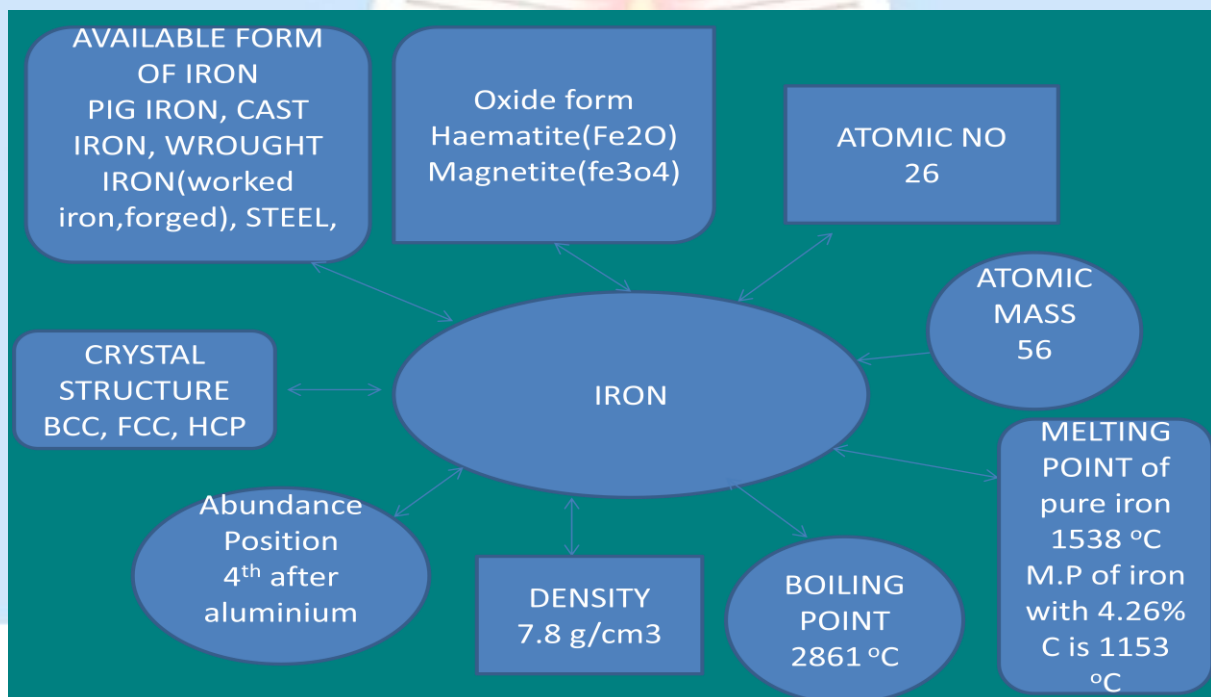 AVAILABLE FORM
OF IRON
PIG IRON, CAST
IRON, WROUGHT
IRON(worked
iron,forged), STEEL,
Oxide form
Haematite(Fe2O)
Magnetite(fe3o4)
ATOMIC NO
26
ATOMIC
MASS
56
CRYSTAL
STRUCTURE
BCC, FCC, HCP
IRON
MELTING
POINT of
pure iron
1538 ᵒC
M.P of iron
with 4.26%
C is 1153
ᵒC
Abundance
Position
4ᵗʰ after
aluminium
DENSITY
7.8 g/cm3
BOILING
POINT
2861 ᵒC